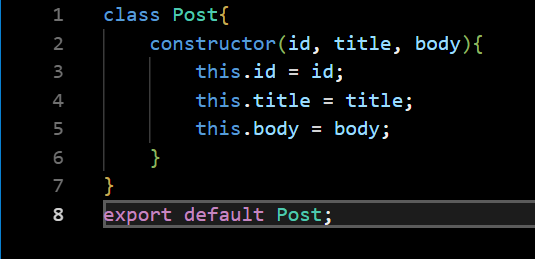 1 class Post{
2     constructor(id, title, body){
3         this.id = id;
4         this.title = title;
5         this.body = body;
6     }
7 }
8 export default Post;